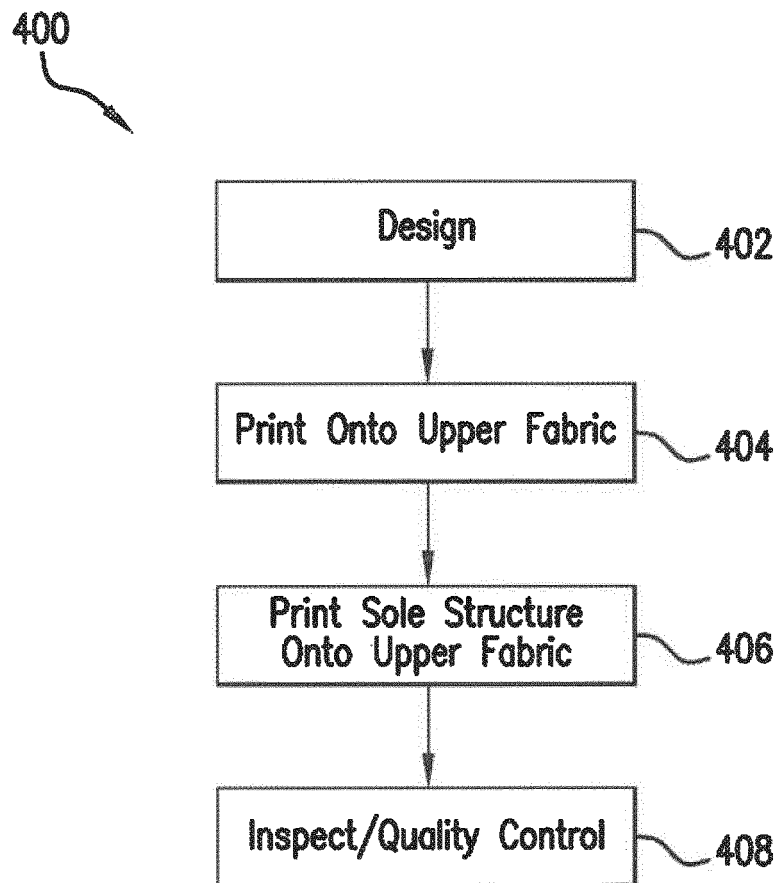 400
Design
402
Print Onto Upper Fabric
404
Print Sole Structure
Onto Upper Fabric
406
Inspect/Quality Control
408